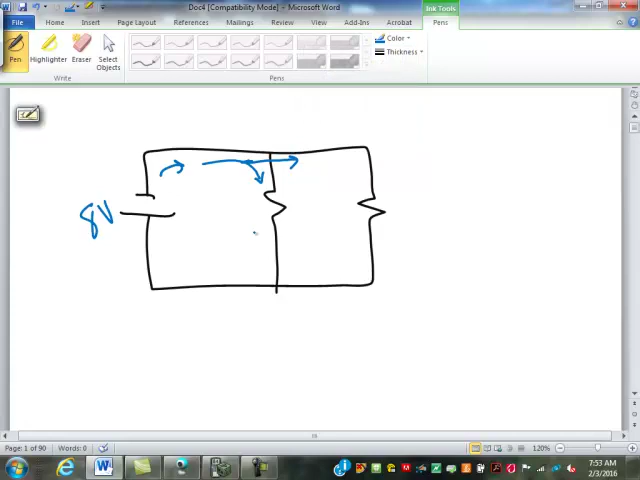 Doc4 [Compatibility Mode] - Microsoft Word
Ink Tools
File Home Insert Page Layout References Mailings Review View Add-Ins Acrobat Pens
Pen Highlighter Eraser Select Objects
Color
Thickness
Write Pens
8V
Page: 1 of 90 Words: 0 120%
7:53 AM
2/3/2016